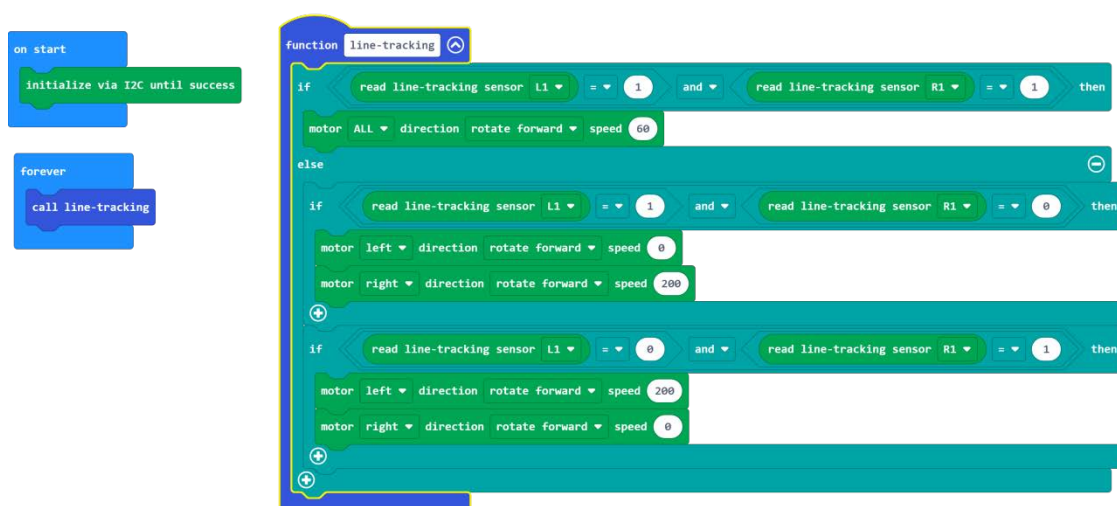 on start
initialize via I2C until success
forever
call line-tracking
function line-tracking
if read line-tracking sensor L1 = 1 and read line-tracking sensor R1 = 1 then
motor ALL direction rotate forward speed 60
else
if read line-tracking sensor L1 = 1 and read line-tracking sensor R1 = 0 then
motor left direction rotate forward speed 0
motor right direction rotate forward speed 200
if read line-tracking sensor L1 = 0 and read line-tracking sensor R1 = 1 then
motor left direction rotate forward speed 200
motor right direction rotate forward speed 0